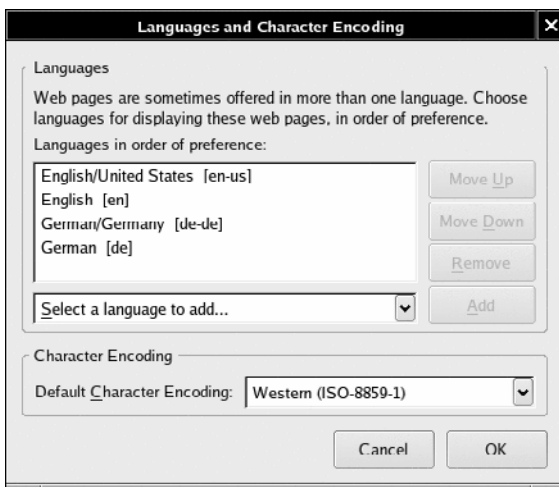 Languages and Character Encoding
Languages
Web pages are sometimes offered in more than one language. Choose
languages for displaying these web pages, in order of preference.
Languages in order of preference:
English/United States [en-us]
English [en]
German/Germany [de-de]
German [de]
Move Up
Move Down
Remove
Select a language to add...
Add
Character Encoding
Default Character Encoding: Western (ISO-8859-1)
Cancel OK